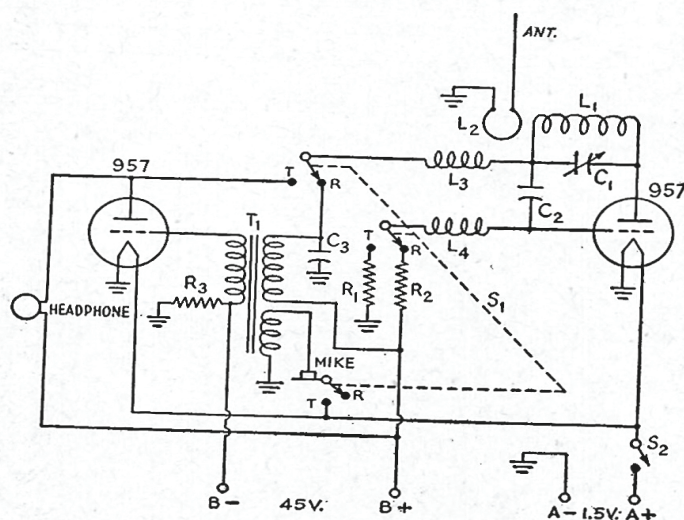 ANT.
L1
L2
957
T
R
L3
C1
957
T1
C2
C3
T
R
L4
R3
R1
R2
S1
HEADPHONE
MIKE
R
T
S2
B-
45V.
B+
A- 1.5V. A+